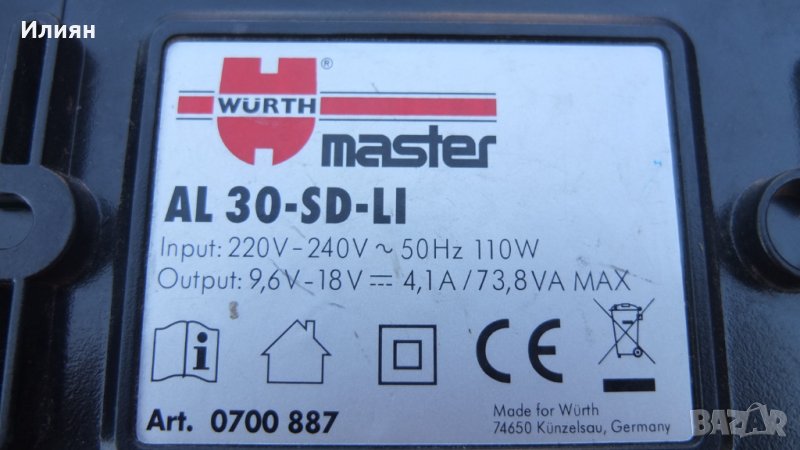 Илиян
WÜRTH ®
master
AL 30-SD-LI
Input: 220V–240V ~ 50Hz 110W
Output: 9,6V–18V ⎓ 4,1A/73,8VA MAX
i
CE
Art. 0700 887
Made for Würth
74650 Künzelsau, Germany
BAZAR